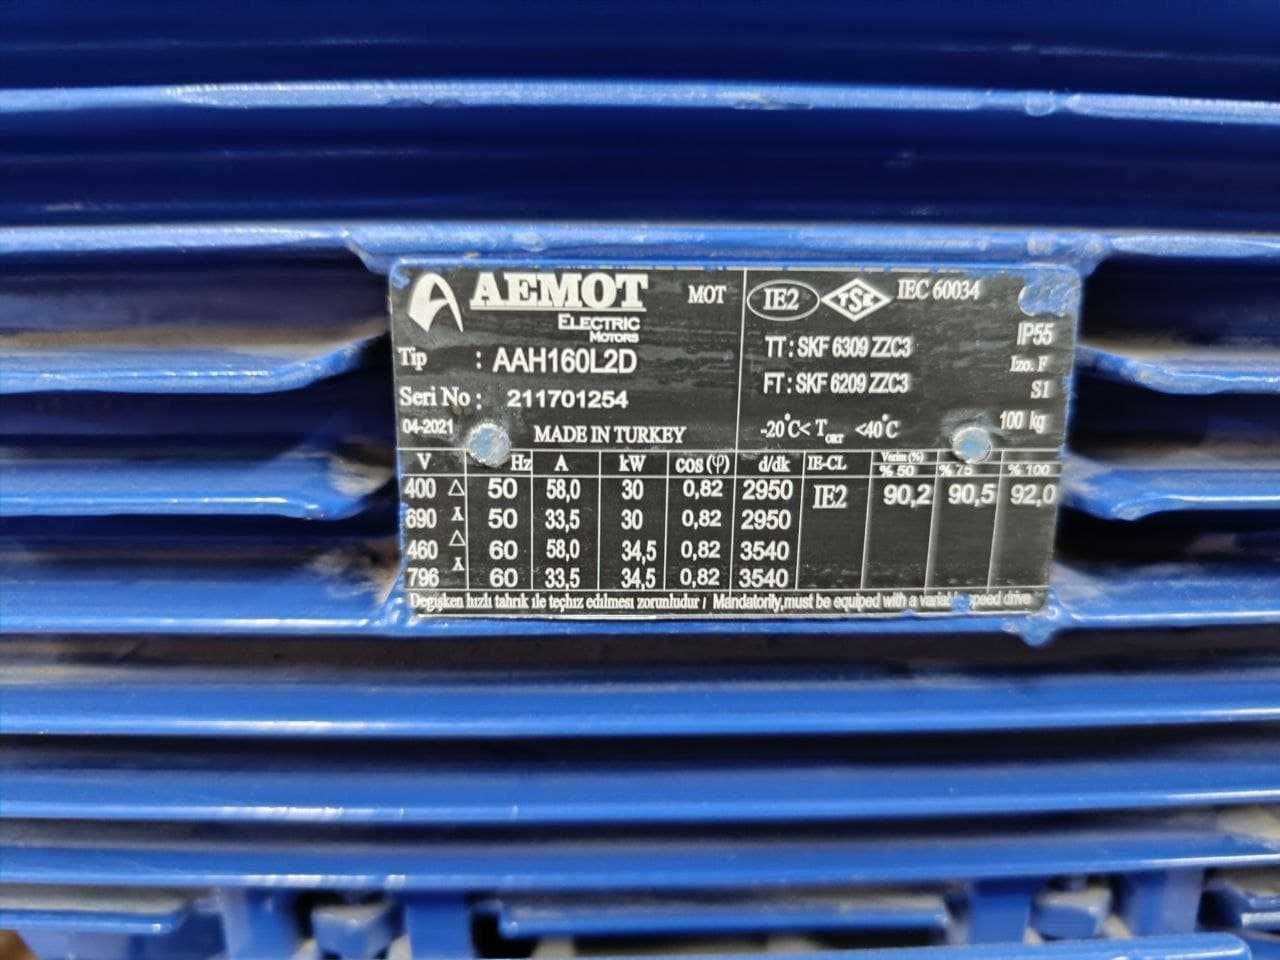 AEMOT MOT
ELECTRIC
MOTORS
Tip : AAH160L2D
Seri No : 211701254
04-2021 MADE IN TURKEY
IE2 TSE IEC 60034
IP55
TT : SKF 6309 ZZC3
Izo. F
FT : SKF 6209 ZZC3
S1
-20°C< TORT <40°C 100 kg
V Hz A kW cos (φ) d/dk IE-CL Verim (%)
% 50 % 75 % 100
400 △ 50 58,0 30 0,82 2950 IE2 90,2 90,5 92,0
690 ⅄ 50 33,5 30 0,82 2950
460 △ 60 58,0 34,5 0,82 3540
796 ⅄ 60 33,5 34,5 0,82 3540
Degişken hızlı tahrik ile teçhız edilmesi zorunludur / Mandatorily,must be equiped with a variable speed drive